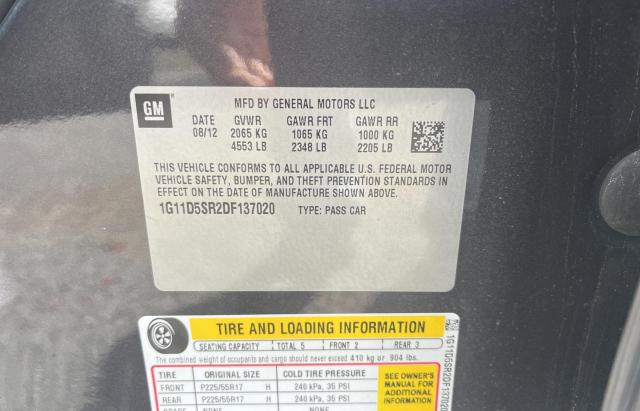 GM
MFD BY GENERAL MOTORS LLC
DATE GVWR GAWR FRT GAWR RR
08/12 2065 KG 1065 KG 1000 KG
4553 LB 2348 LB 2205 LB
THIS VEHICLE CONFORMS TO ALL APPLICABLE U.S. FEDERAL MOTOR
VEHICLE SAFETY, BUMPER, AND THEFT PREVENTION STANDARDS IN
EFFECT ON THE DATE OF MANUFACTURE SHOWN ABOVE.
1G11D5SR2DF137020 TYPE: PASS CAR
TIRE AND LOADING INFORMATION
SEATING CAPACITY TOTAL 5 FRONT 2 REAR 3
The combined weight of occupants and cargo should never exceed 410 kg or 904 lbs.
TIRE ORIGINAL SIZE COLD TIRE PRESSURE
FRONT P225/55R17 H 240 kPa, 35 PSI
REAR P225/55R17 H 240 kPa, 35 PSI
SPARE NONE NONE
SEE OWNER'S
MANUAL FOR
ADDITIONAL
INFORMATION
1G11D5SR2DF137020